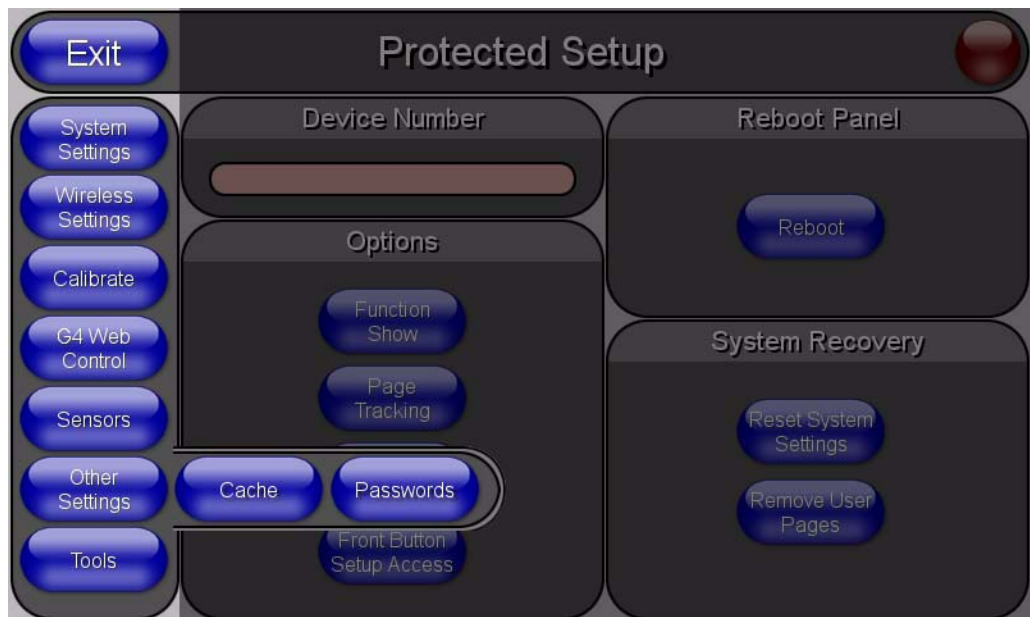 Exit
Protected Setup
System
Settings
Wireless
Settings
Calibrate
G4 Web
Control
Sensors
Other
Settings
Tools
Cache
Passwords
Device Number
Options
Function
Show
Page
Tracking
Front Button
Setup Access
Reboot Panel
Reboot
System Recovery
Reset System
Settings
Remove User
Pages